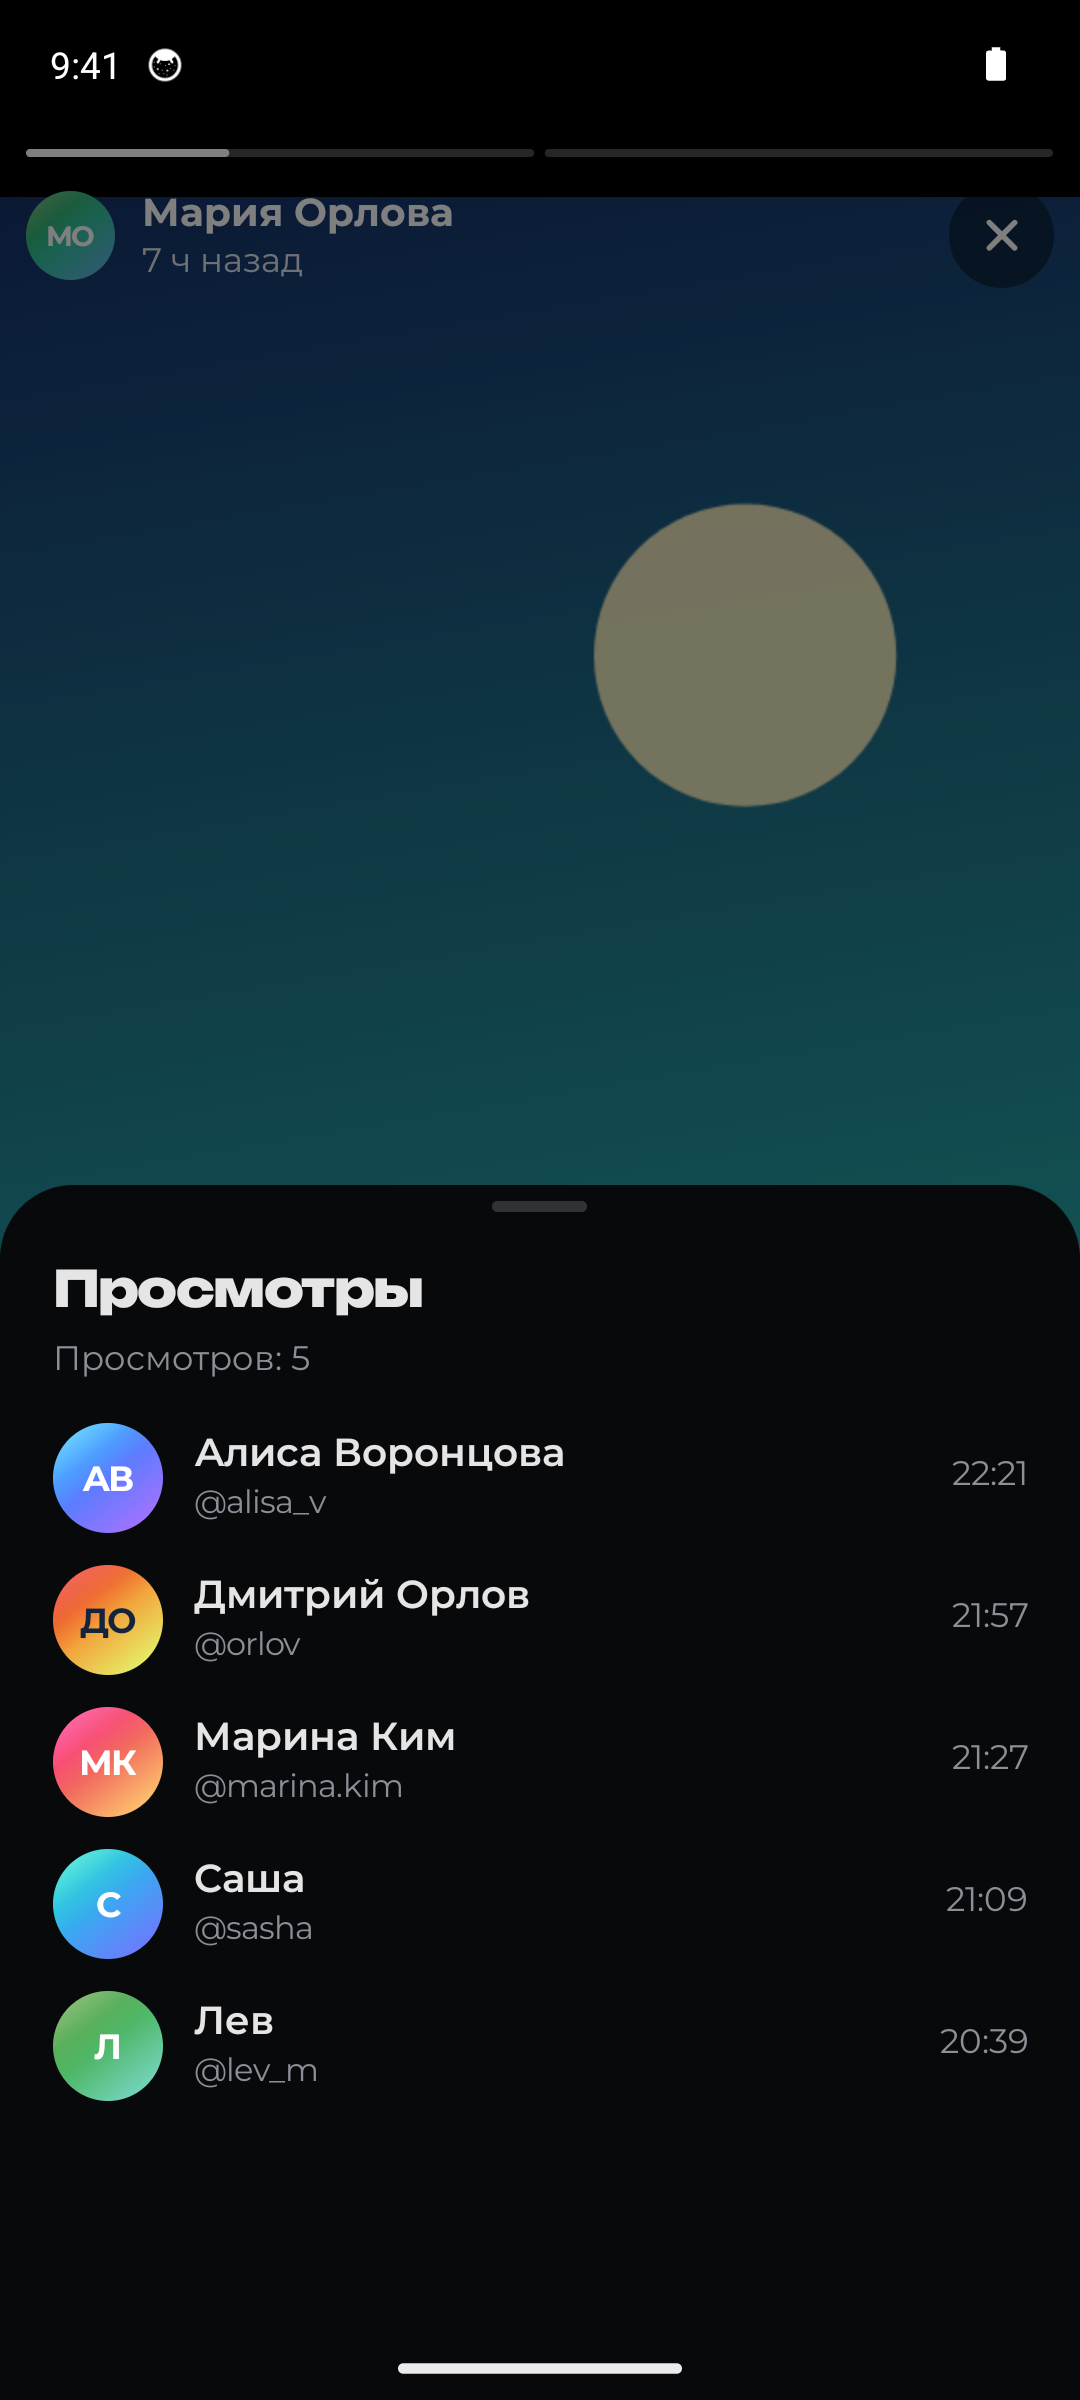 9:41
МО
Мария Орлова
7 ч назад
Просмотры
Просмотров: 5
АВ
Алиса Воронцова
@alisa_v
22:21
ДО
Дмитрий Орлов
@orlov
21:57
МК
Марина Ким
@marina.kim
21:27
С
Саша
@sasha
21:09
Л
Лев
@lev_m
20:39